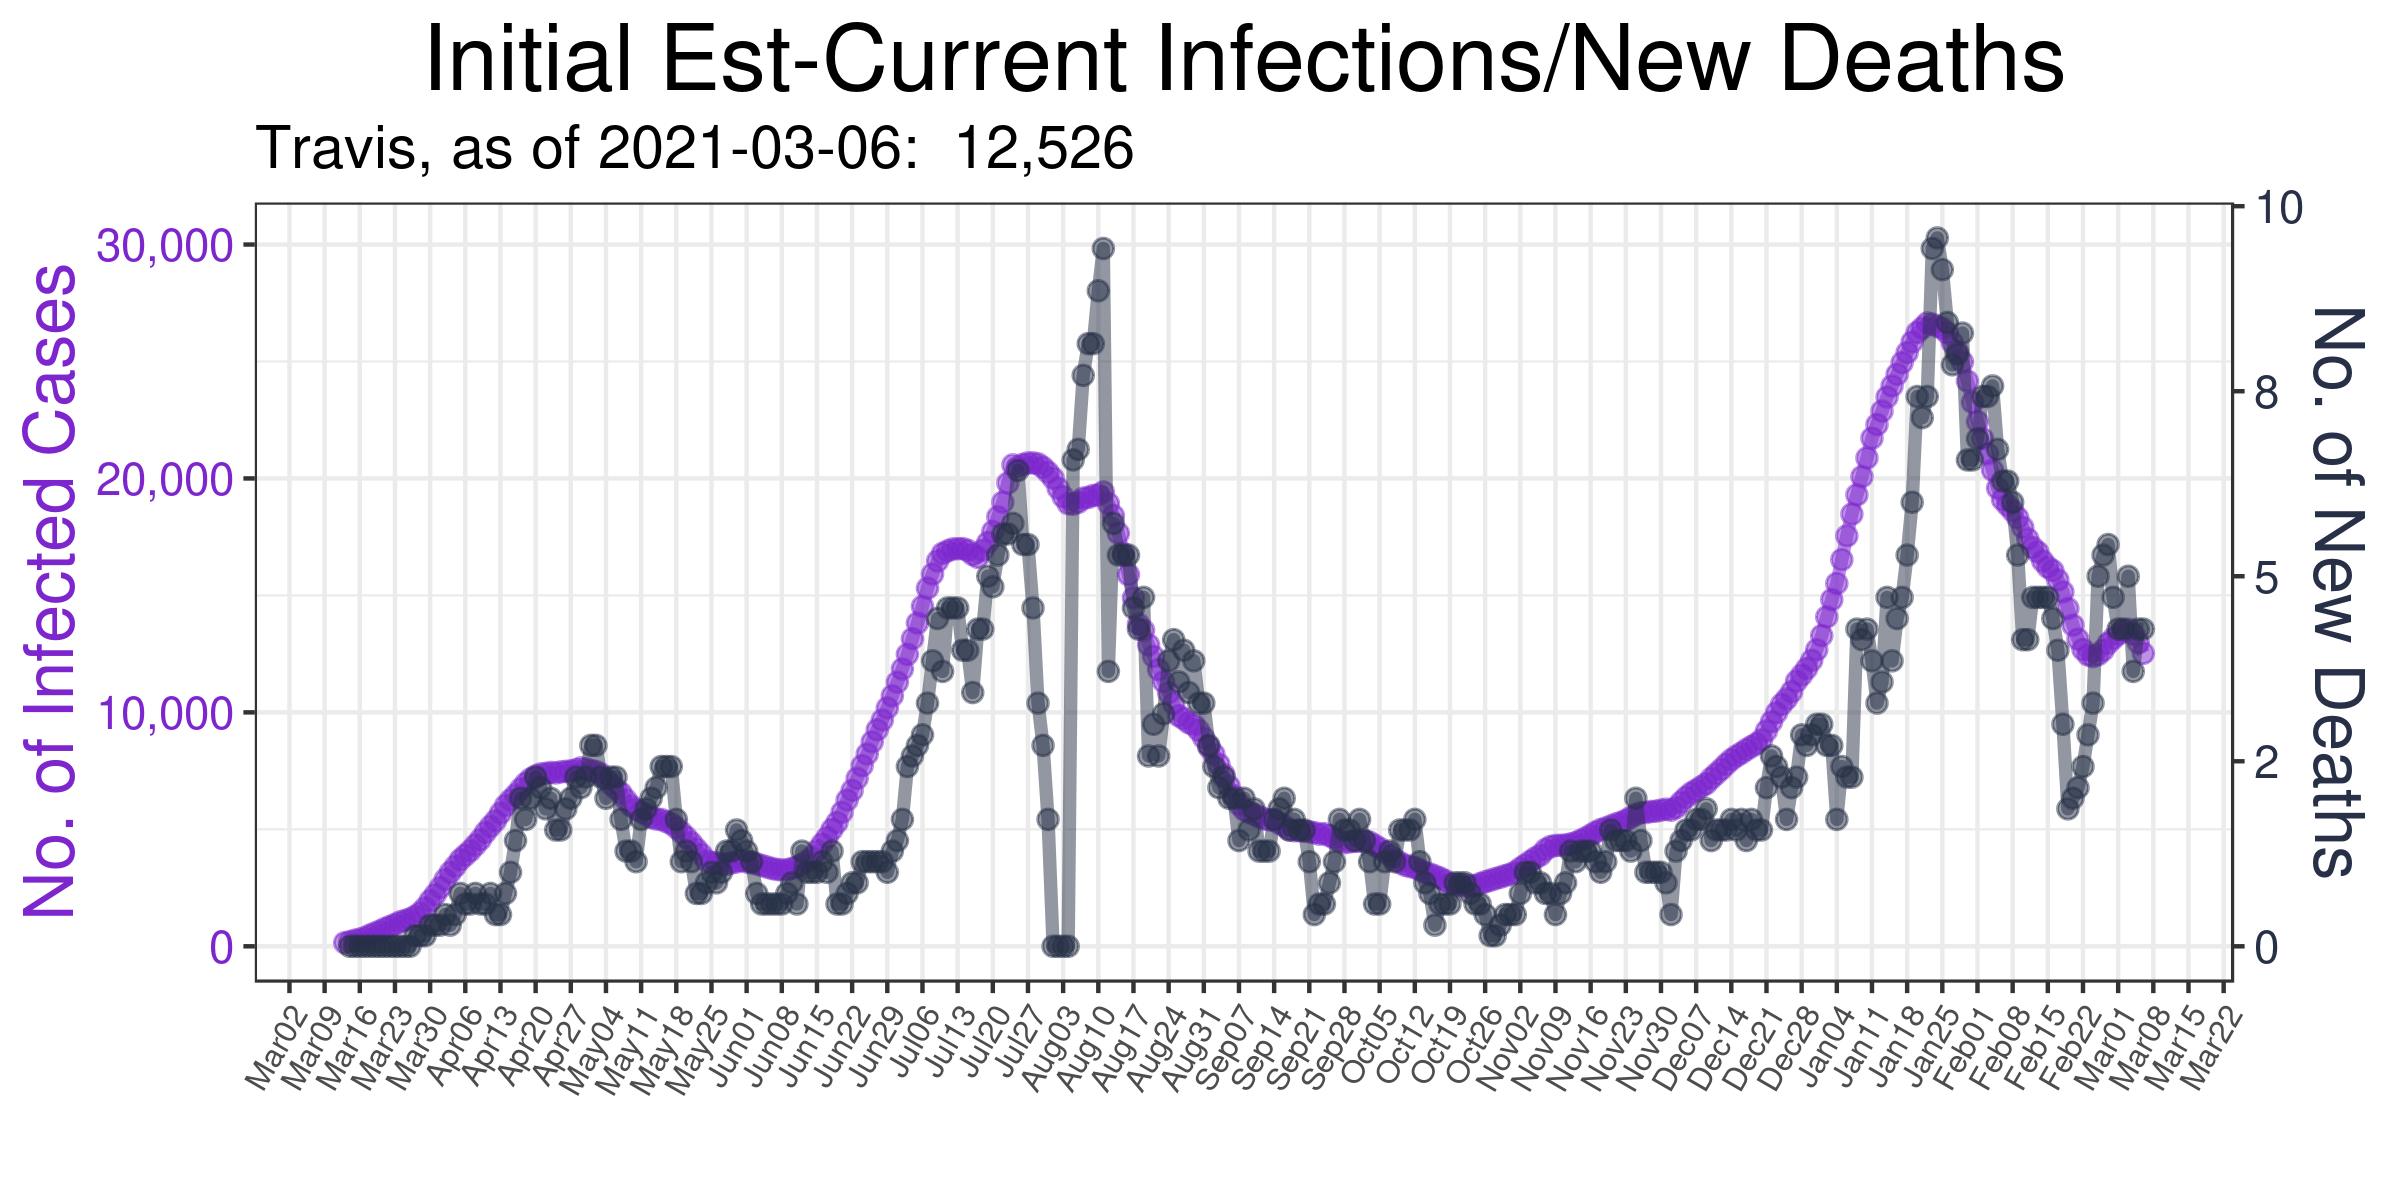 Initial Est-Current Infections/New Deaths
Travis, as of 2021-03-06:  12,526
No. of Infected Cases
30,000
20,000
10,000
0
10
8
5
2
0
No. of New Deaths
Mar02
Mar09
Mar16
Mar23
Mar30
Apr06
Apr13
Apr20
Apr27
May04
May11
May18
May25
Jun01
Jun08
Jun15
Jun22
Jun29
Jul06
Jul13
Jul20
Jul27
Aug03
Aug10
Aug17
Aug24
Aug31
Sep07
Sep14
Sep21
Sep28
Oct05
Oct12
Oct19
Oct26
Nov02
Nov09
Nov16
Nov23
Nov30
Dec07
Dec14
Dec21
Dec28
Dec04
Jan11
Jan18
Jan25
Jan25
Feb01
Feb08
Feb15
Feb22
Mar01
Mar08
Mar15
Mar22